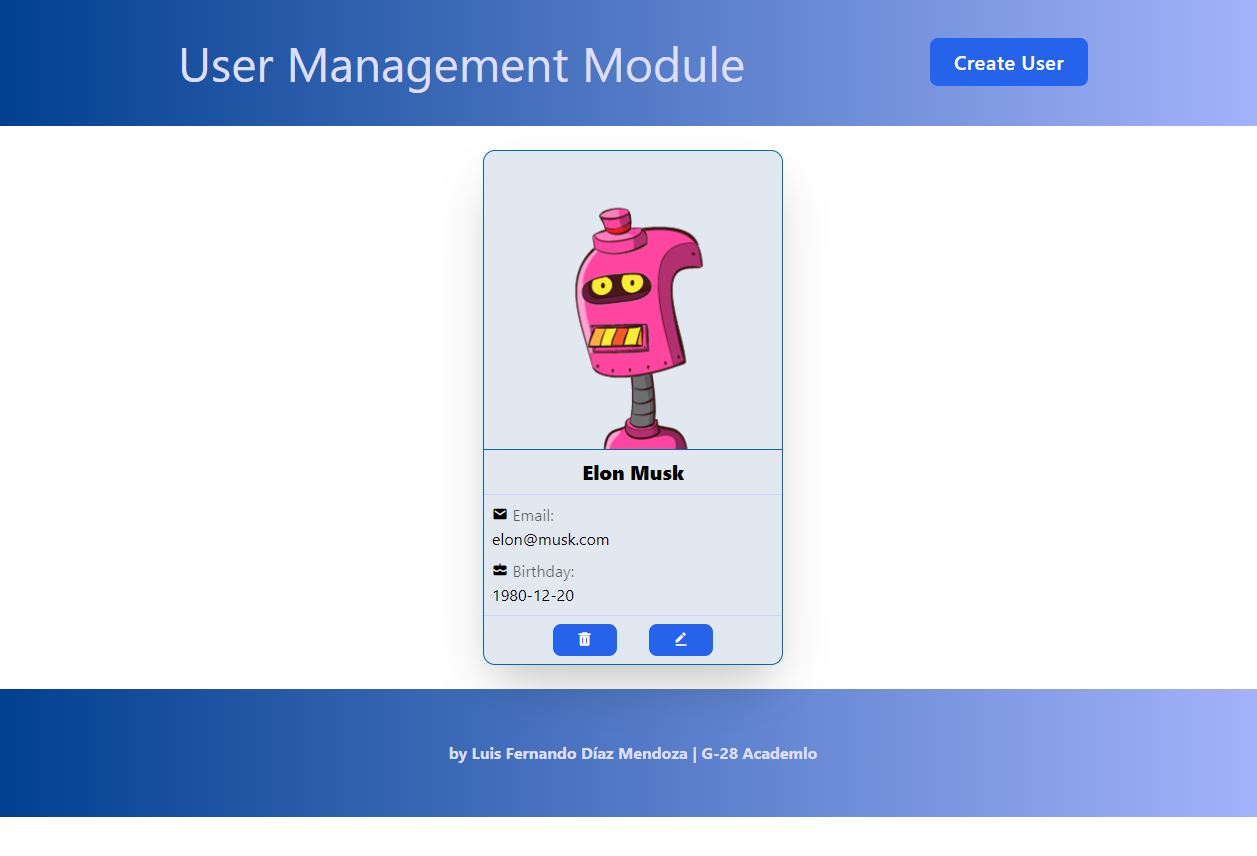 User Management Module
Create User
Elon Musk
Email:
elon@musk.com
Birthday:
1980-12-20
by Luis Fernando Díaz Mendoza | G-28 Academlo